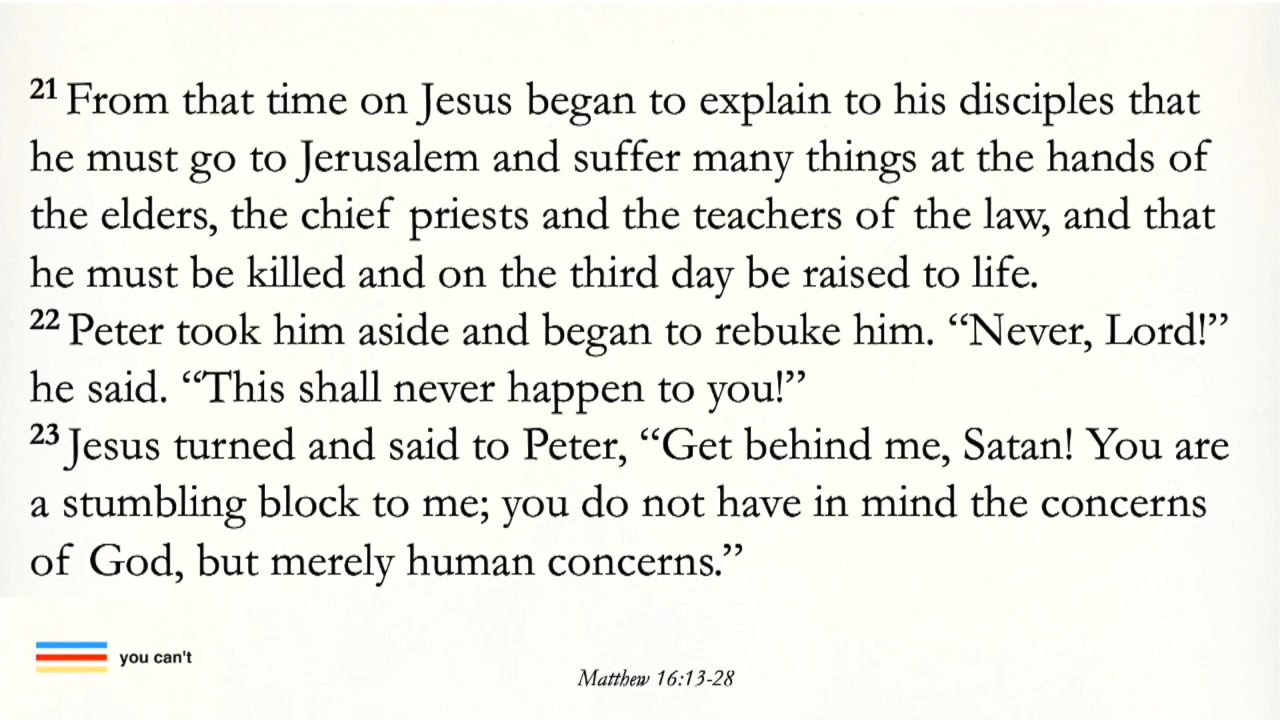 21 From that time on Jesus began to explain to his disciples that
he must go to Jerusalem and suffer many things at the hands of
the elders, the chief priests and the teachers of the law, and that
he must be killed and on the third day be raised to life.
22 Peter took him aside and began to rebuke him. “Never, Lord!”
he said. “This shall never happen to you!”
23 Jesus turned and said to Peter, “Get behind me, Satan! You are
a stumbling block to me; you do not have in mind the concerns
of God, but merely human concerns.”
you can't
Matthew 16:13-28